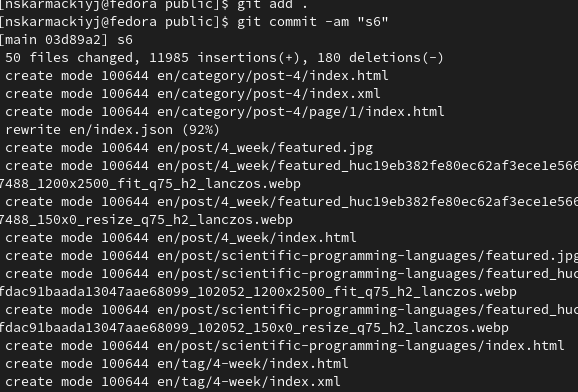 [nskarmackiyj@fedora public]$ git add .
[nskarmackiyj@fedora public]$ git commit -am "s6"
[main 03d89a2] s6
 50 files changed, 11985 insertions(+), 180 deletions(-)
 create mode 100644 en/category/post-4/index.html
 create mode 100644 en/category/post-4/index.xml
 create mode 100644 en/category/post-4/page/1/index.html
 rewrite en/index.json (92%)
 create mode 100644 en/post/4_week/featured.jpg
 create mode 100644 en/post/4_week/featured_huc19eb382fe80ec62af3ece1e566
7488_1200x2500_fit_q75_h2_lanczos.webp
 create mode 100644 en/post/4_week/featured_huc19eb382fe80ec62af3ece1e566
7488_150x0_resize_q75_h2_lanczos.webp
 create mode 100644 en/post/4_week/index.html
 create mode 100644 en/post/scientific-programming-languages/featured.jpg
 create mode 100644 en/post/scientific-programming-languages/featured_huc
fdac91baada13047aae68099_102052_1200x2500_fit_q75_h2_lanczos.webp
 create mode 100644 en/post/scientific-programming-languages/featured_huc
fdac91baada13047aae68099_102052_150x0_resize_q75_h2_lanczos.webp
 create mode 100644 en/post/scientific-programming-languages/index.html
 create mode 100644 en/tag/4-week/index.html
 create mode 100644 en/tag/4-week/index.xml